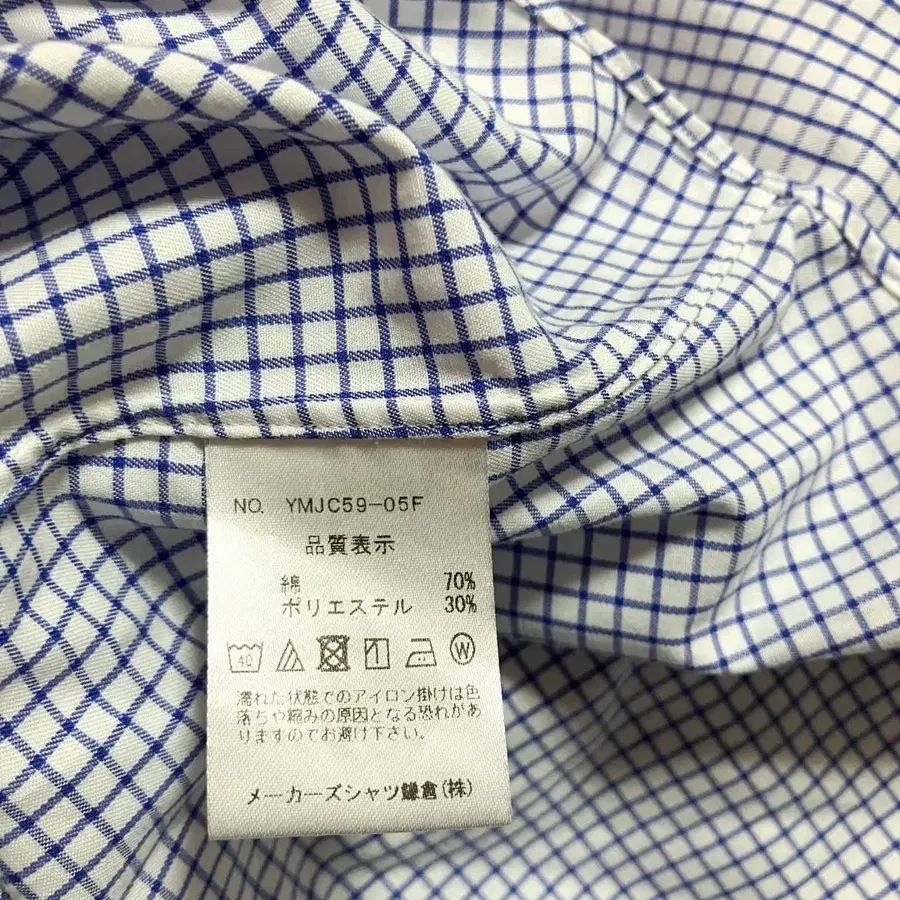 NO. YMJC59-05F
品質表示
綿 70%
ポリエステル 30%
40 W
濡れた状態でのアイロン掛けは色
落ちや縮みの原因となる恐れがあ
りますのでお避け下さい。
メーカーズシャツ鎌倉(株)